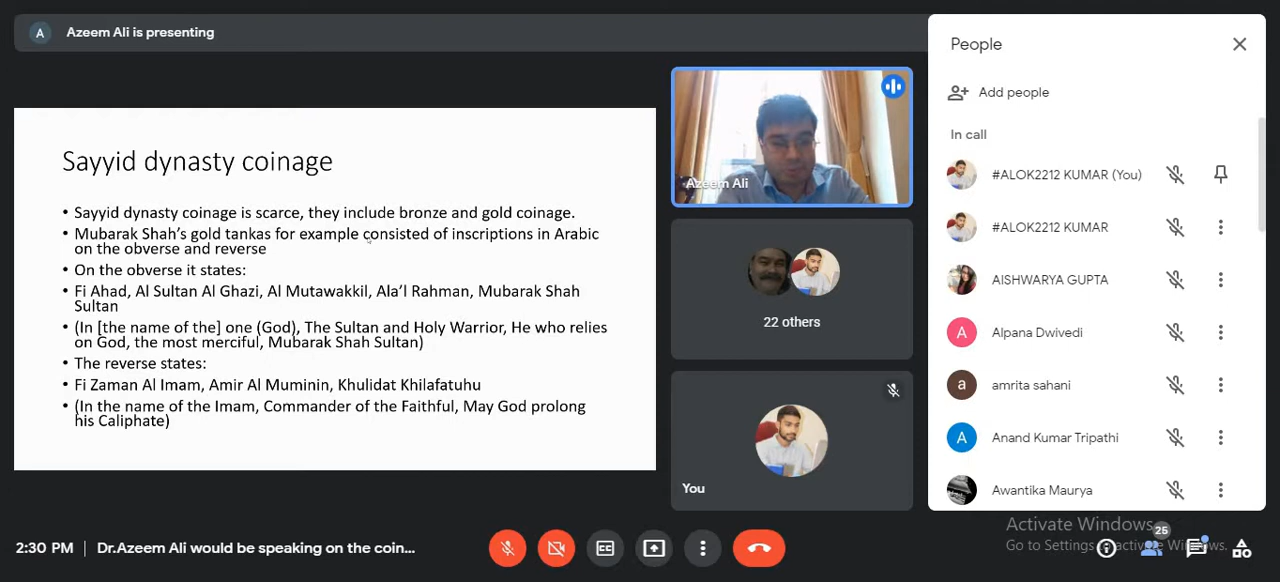 A
Azeem Ali is presenting
Sayyid dynasty coinage
• Sayyid dynasty coinage is scarce, they include bronze and gold coinage.
• Mubarak Shah's gold tankas for example consisted of inscriptions in Arabic
on the obverse and reverse
• On the obverse it states:
• Fi Ahad, Al Sultan Al Ghazi, Al Mutawakkil, Ala'l Rahman, Mubarak Shah
Sultan
• (In [the name of the] one (God), The Sultan and Holy Warrior, He who relies
on God, the most merciful, Mubarak Shah Sultan)
• The reverse states:
• Fi Zaman Al Imam, Amir Al Muminin, Khulidat Khilafatuhu
• (In the name of the Imam, Commander of the Faithful, May God prolong
his Caliphate)
Azeem Ali
22 others
You
People
Add people
In call
#ALOK2212 KUMAR (You)
#ALOK2212 KUMAR
AISHWARYA GUPTA
A
Alpana Dwivedi
a
amrita sahani
A
Anand Kumar Tripathi
Awantika Maurya
Activate Windows
Go to Settings to activate Windows.
2:30 PM | Dr.Azeem Ali would be speaking on the coin...
CC
25